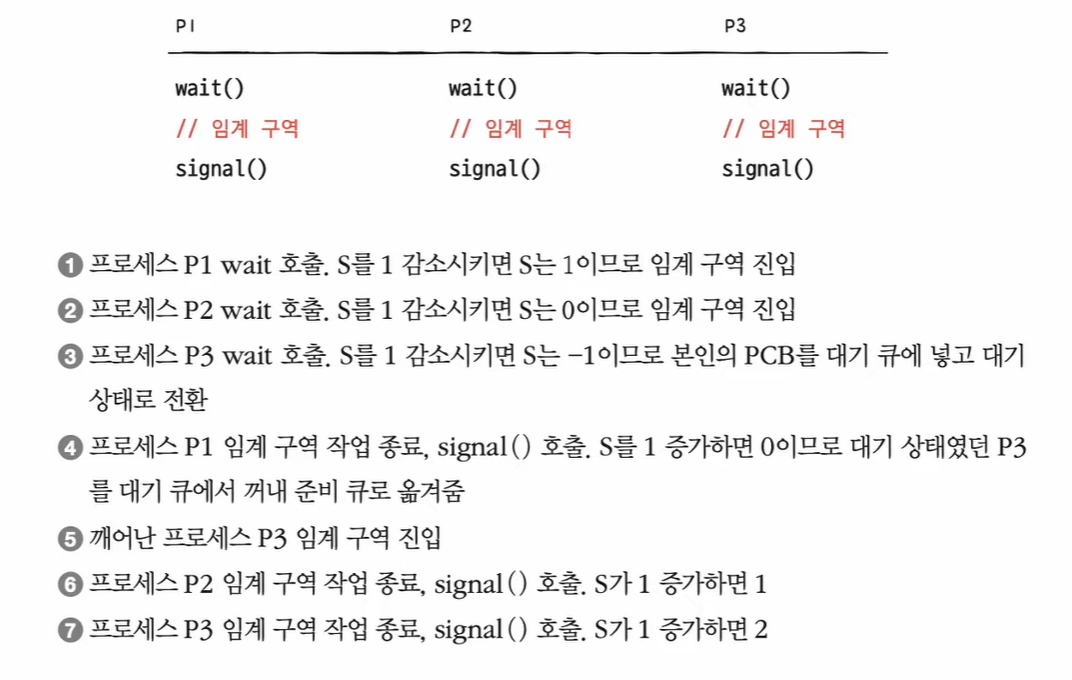 P1 P2 P3
wait() wait() wait()
// 임계 구역 // 임계 구역 // 임계 구역
signal() signal() signal()
❶ 프로세스 P1 wait 호출. S를 1 감소시키면 S는 1이므로 임계 구역 진입
❷ 프로세스 P2 wait 호출. S를 1 감소시키면 S는 0이므로 임계 구역 진입
❸ 프로세스 P3 wait 호출. S를 1 감소시키면 S는 -1이므로 본인의 PCB를 대기 큐에 넣고 대기
상태로 전환
❹ 프로세스 P1 임계 구역 작업 종료, signal() 호출. S를 1 증가하면 0이므로 대기 상태였던 P3
를 대기 큐에서 꺼내 준비 큐로 옮겨줌
❺ 깨어난 프로세스 P3 임계 구역 진입
❻ 프로세스 P2 임계 구역 작업 종료, signal() 호출. S가 1 증가하면 1
❼ 프로세스 P3 임계 구역 작업 종료, signal() 호출. S가 1 증가하면 2